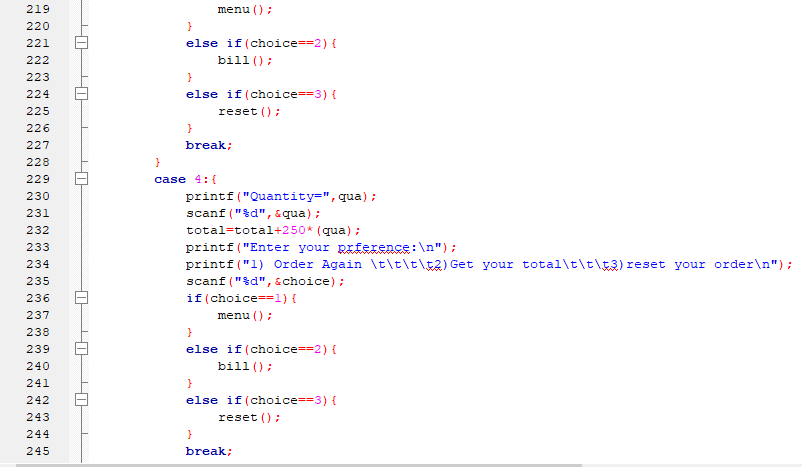 219 menu();
220 }
221 else if(choice==2){
222 bill();
223 }
224 else if(choice==3){
225 reset();
226 }
227 break;
228 }
229 case 4:{
230 printf("Quantity=",qua);
231 scanf("%d",&qua);
232 total=total+250*(qua);
233 printf("Enter your prference:\n");
234 printf("1) Order Again \t\t\t\t2)Get your total\t\t\t3)reset your order\n");
235 scanf("%d",&choice);
236 if(choice==1){
237 menu();
238 }
239 else if(choice==2){
240 bill();
241 }
242 else if(choice==3){
243 reset();
244 }
245 break;